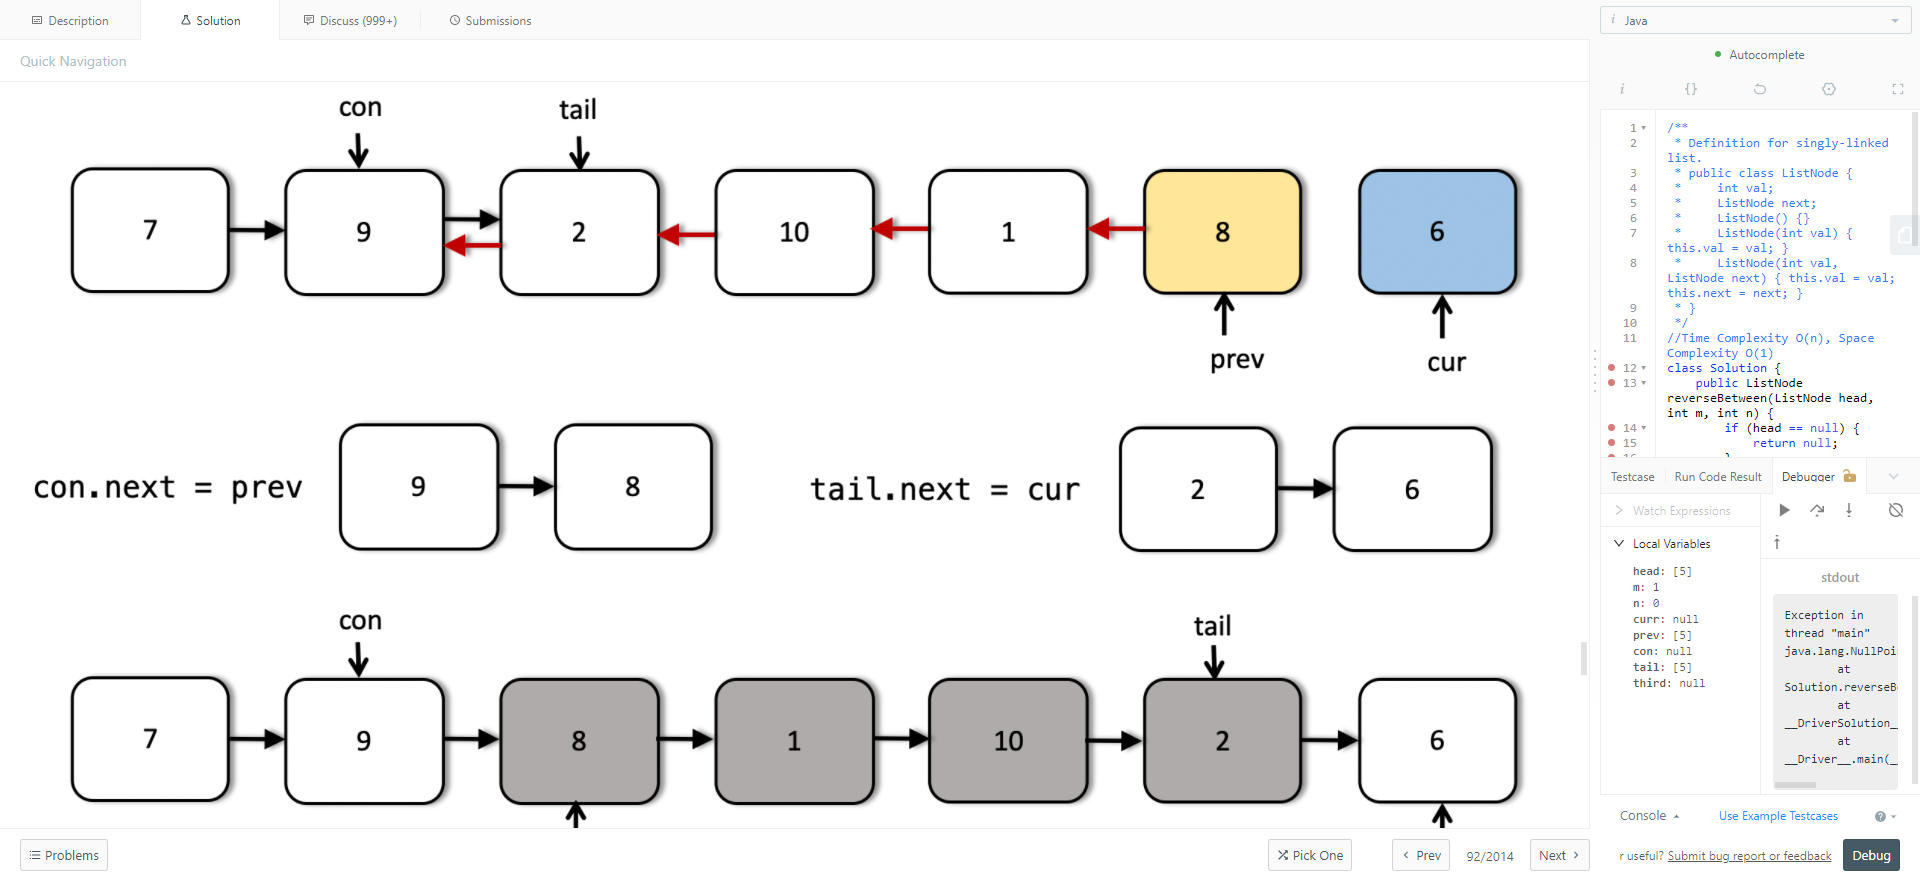 Description
Solution
Discuss (999+)
Submissions
Quick Navigation
con
tail
7
9
2
10
1
8
6
prev
cur
con.next = prev
9
8
tail.next = cur
2
6
con
tail
7
9
8
1
10
2
6
Problems
Pick One
Prev
92/2014
Next
i Java
Autocomplete
i
{}
1 /**
2  * Definition for singly-linked
list.
3  * public class ListNode {
4  *     int val;
5  *     ListNode next;
6  *     ListNode() {}
7  *     ListNode(int val) {
this.val = val; }
8  *     ListNode(int val,
ListNode next) { this.val = val;
this.next = next; }
9  * }
10  */
11 //Time Complexity O(n), Space
Complexity O(1)
12 class Solution {
13     public ListNode
reverseBetween(ListNode head,
int m, int n) {
14         if (head == null) {
15             return null;
Testcase
Run Code Result
Debugger
Watch Expressions
Local Variables
head: [5]
m: 1
n: 0
curr: null
prev: [5]
con: null
tail: [5]
third: null
stdout
Exception in
thread "main"
java.lang.NullPoi
at
Solution.reverseB
at
__DriverSolution__
at
__Driver__.main(_
Console
Use Example Testcases
r useful? Submit bug report or feedback
Debug